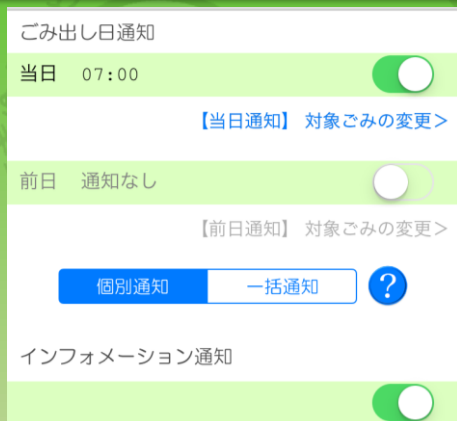 ごみ出し日通知
当日 07:00
【当日通知】 対象ごみの変更>
前日 通知なし
【前日通知】 対象ごみの変更>
個別通知 一括通知 ?
インフォメーション通知